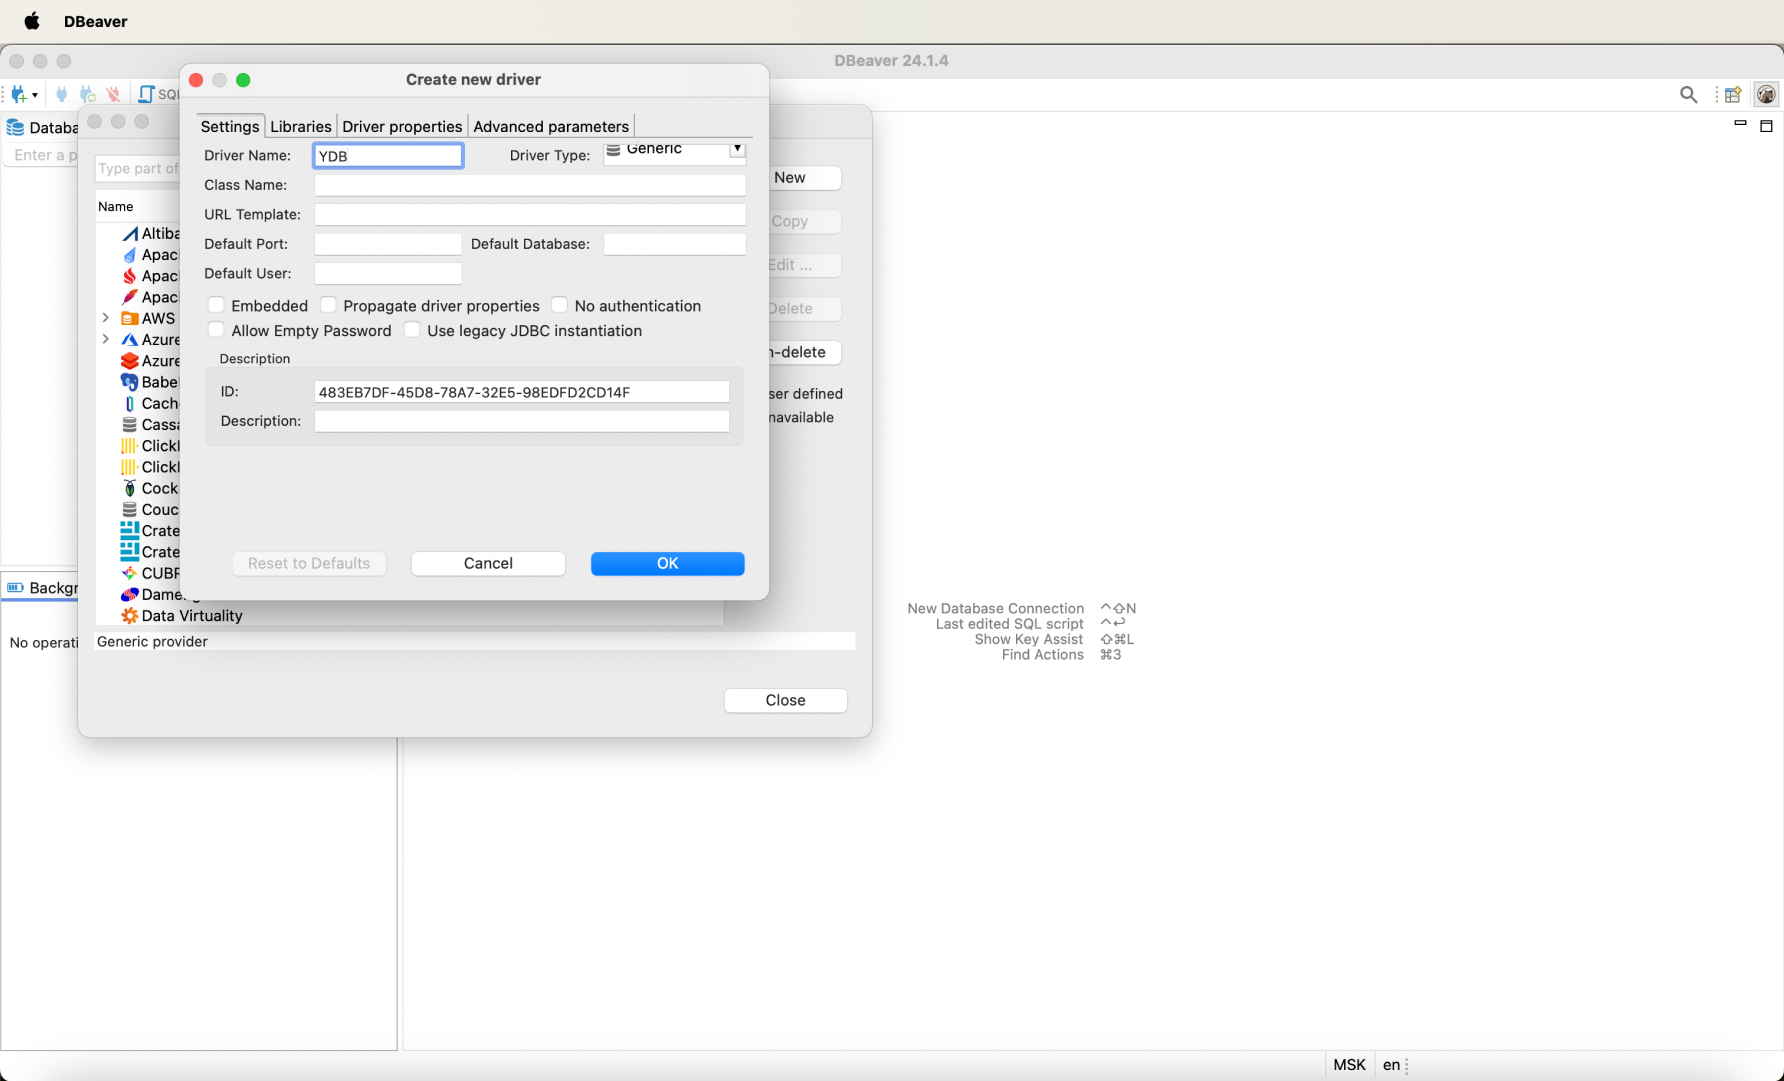 DBeaver
DBeaver 24.1.4
SQL
Create new driver
Databa
Enter a p
Type part of
Name
Altiba
Apac
Apac
Apac
AWS
Azure
Azure
Babel
Cach
Cassa
Click
Click
Cock
Couc
Crate
Crate
CUBR
Data Virtuality
Generic provider
Settings
Libraries
Driver properties
Advanced parameters
Driver Name:
YDB
Driver Type:
Generic
Class Name:
URL Template:
Default Port:
Default Database:
Default User:
Embedded
Propagate driver properties
No authentication
Allow Empty Password
Use legacy JDBC instantiation
Description
ID:
483EB7DF-45D8-78A7-32E5-98EDFD2CD14F
Description:
Reset to Defaults
Cancel
OK
New
Copy
Edit ...
Delete
n-delete
ser defined
navailable
Close
Backgr
No operati
New Database Connection ^⇧N
Last edited SQL script ^↩
Show Key Assist ⇧⌘L
Find Actions ⌘3
MSK
en